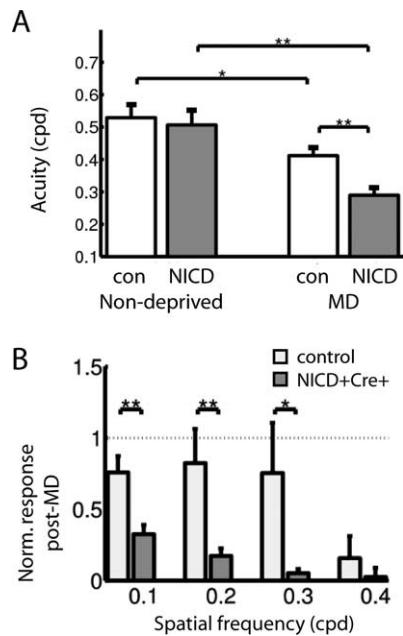 A
**
*
**
0.7
0.6
0.5
0.4
0.3
0.2
0.1
Acuity (cpd)
con NICD con NICD
Non-deprived MD
B
control
NICD+Cre+
** ** *
1.5
1
0.5
0
Norm. response
post-MD
0.1 0.2 0.3 0.4
Spatial frequency (cpd)